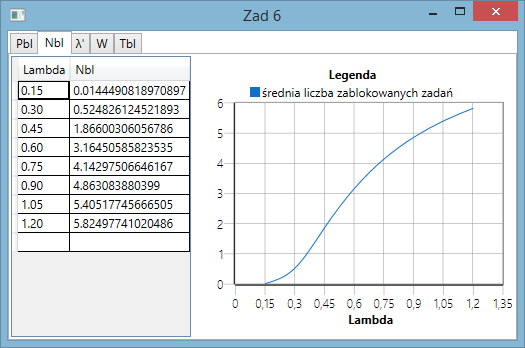 Zad 6
Pbl Nbl λ' W Tbl
Lambda Nbl
0.15 0.0144490818970897
0.30 0.524826124521893
0.45 1.86600306056786
0.60 3.16450585823535
0.75 4.14297506646167
0.90 4.863083880399
1.05 5.40517745666505
1.20 5.82497741020486
Legenda
średnia liczba zablokowanych zadań
6
5
4
3
2
1
0
0 0,15 0,3 0,45 0,6 0,75 0,9 1,05 1,2 1,35
Lambda